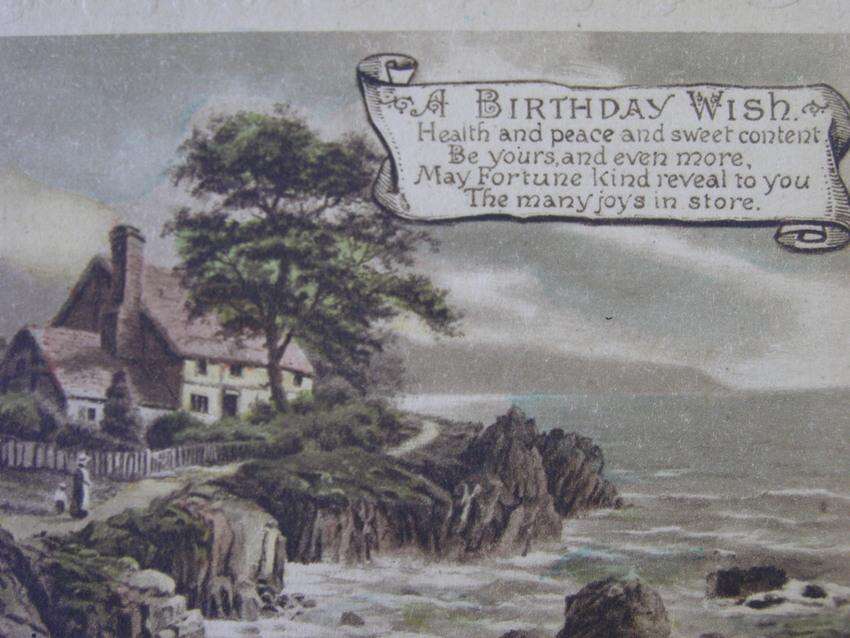 A Birthday Wish.
Health and peace and sweet content
Be yours, and even more,
May Fortune kind reveal to you
The many joys in store.